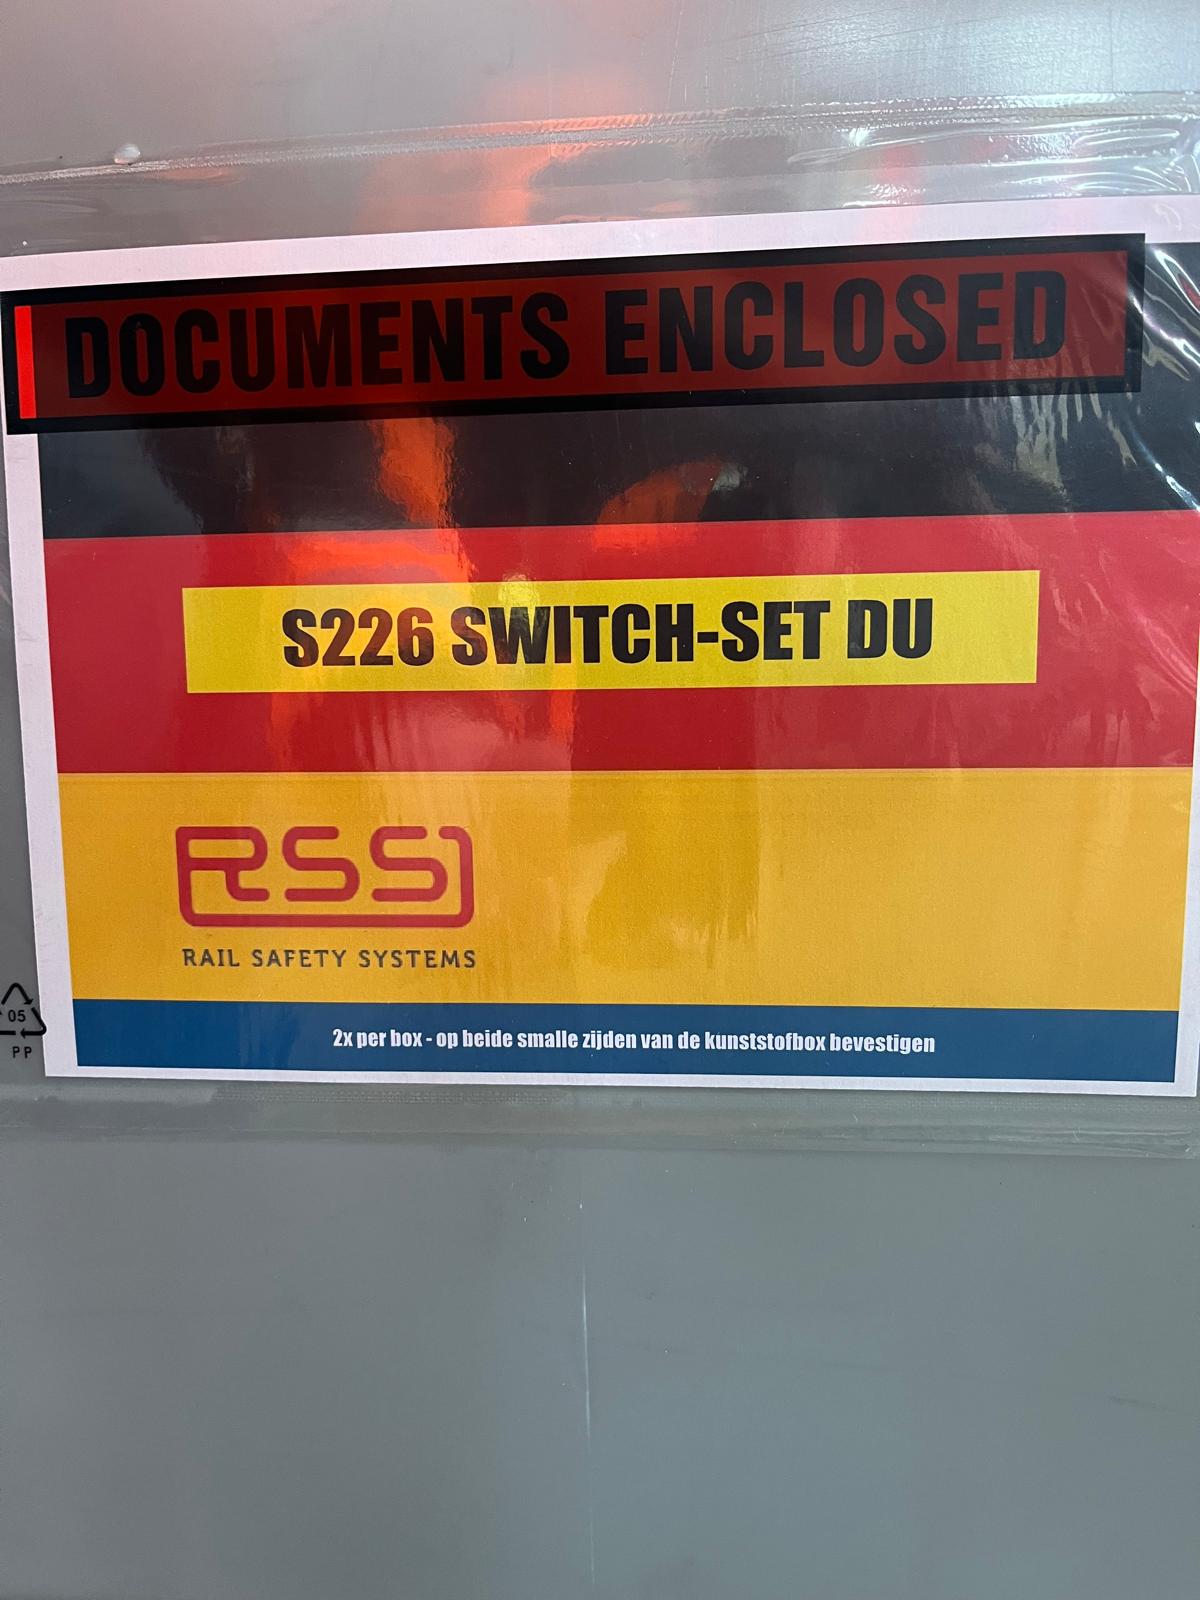 DOCUMENTS ENCLOSED
S226 SWITCH-SET DU
RSS
RAIL SAFETY SYSTEMS
05
PP
2x per box - op beide smalle zijden van de kunststofbox bevestigen